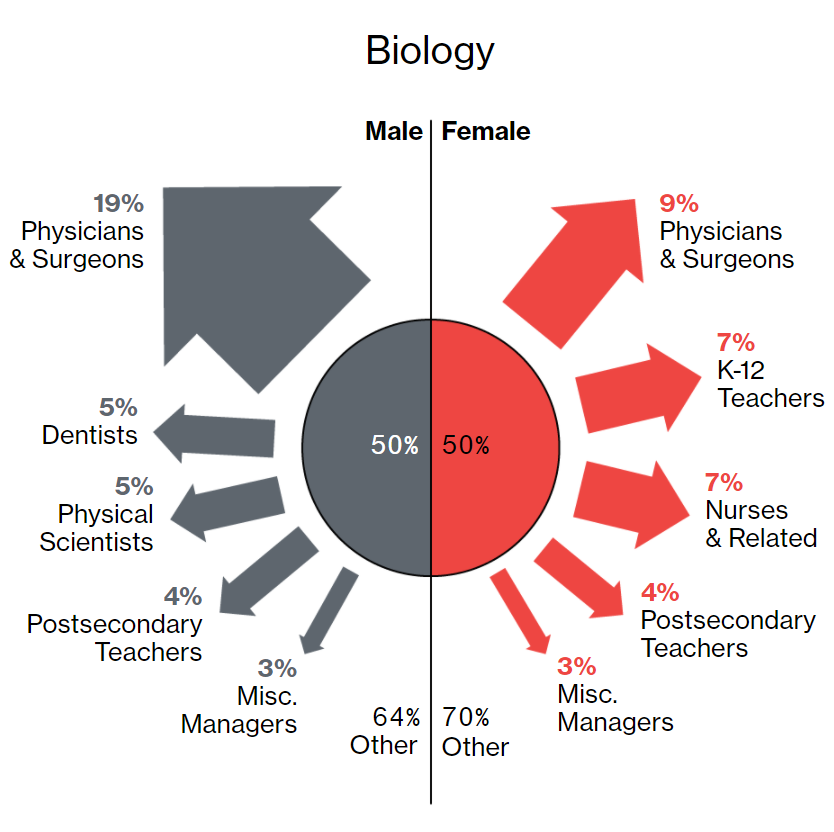 Biology
Male
Female
19%
Physicians
& Surgeons
5%
Dentists
5%
Physical
Scientists
4%
Postsecondary
Teachers
3%
Misc.
Managers
64%
Other
50%
50%
9%
Physicians
& Surgeons
7%
K-12
Teachers
7%
Nurses
& Related
4%
Postsecondary
Teachers
3%
Misc.
Managers
70%
Other